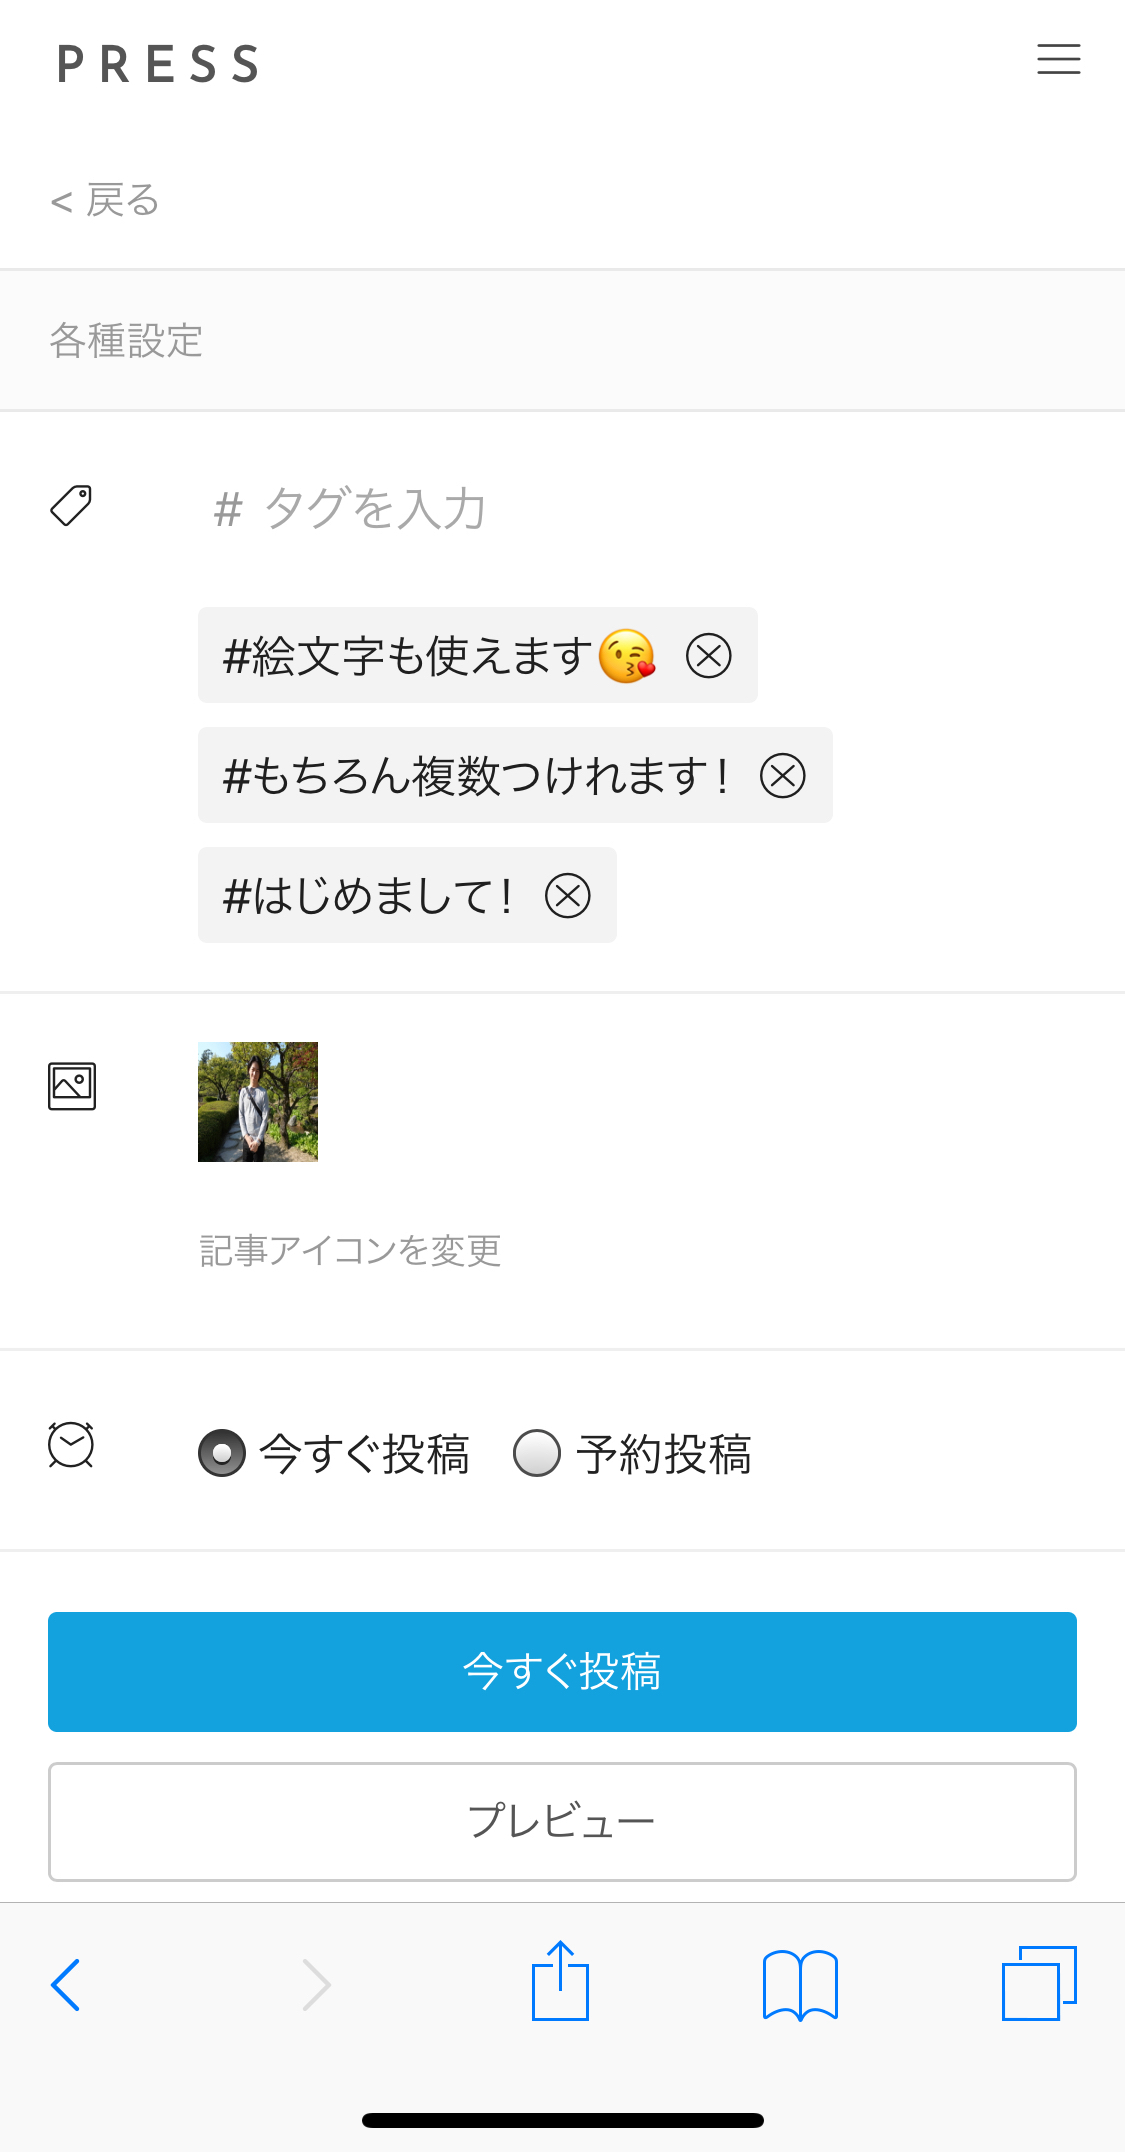 PRESS
< 戻る
各種設定
# タグを入力
#絵文字も使えます😘
#もちろん複数つけれます！
#はじめまして！
記事アイコンを変更
今すぐ投稿 予約投稿
今すぐ投稿
プレビュー